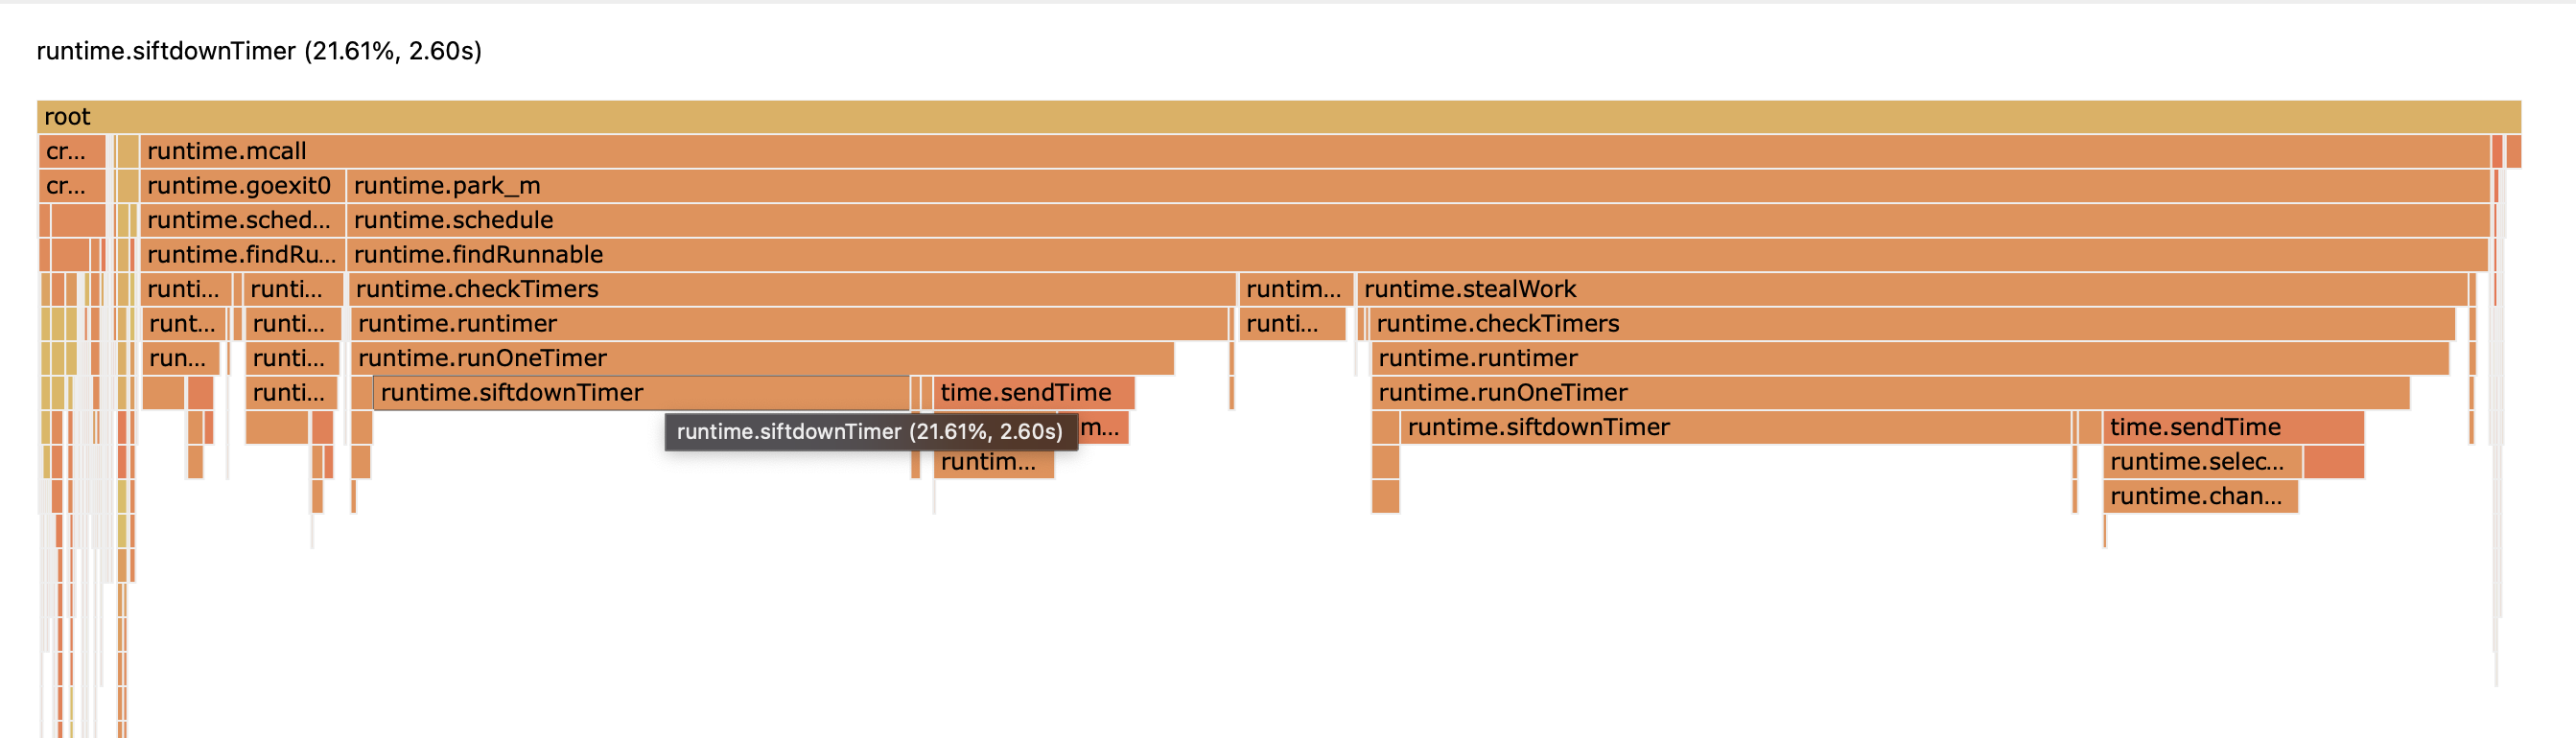 runtime.siftdownTimer (21.61%, 2.60s)
root
cr... runtime.mcall
cr... runtime.goexit0 runtime.park_m
runtime.sched... runtime.schedule
runtime.findRu... runtime.findRunnable
runti... runti... runtime.checkTimers runtim... runtime.stealWork
runt... runti... runtime.runtimer runti... runtime.checkTimers
run... runti... runtime.runOneTimer runtime.runtimer
runti... runtime.siftdownTimer time.sendTime runtime.runOneTimer
runtime.siftdownTimer (21.61%, 2.60s) m... runtime.siftdownTimer time.sendTime
runtim... runtime.selec...
runtime.chan...